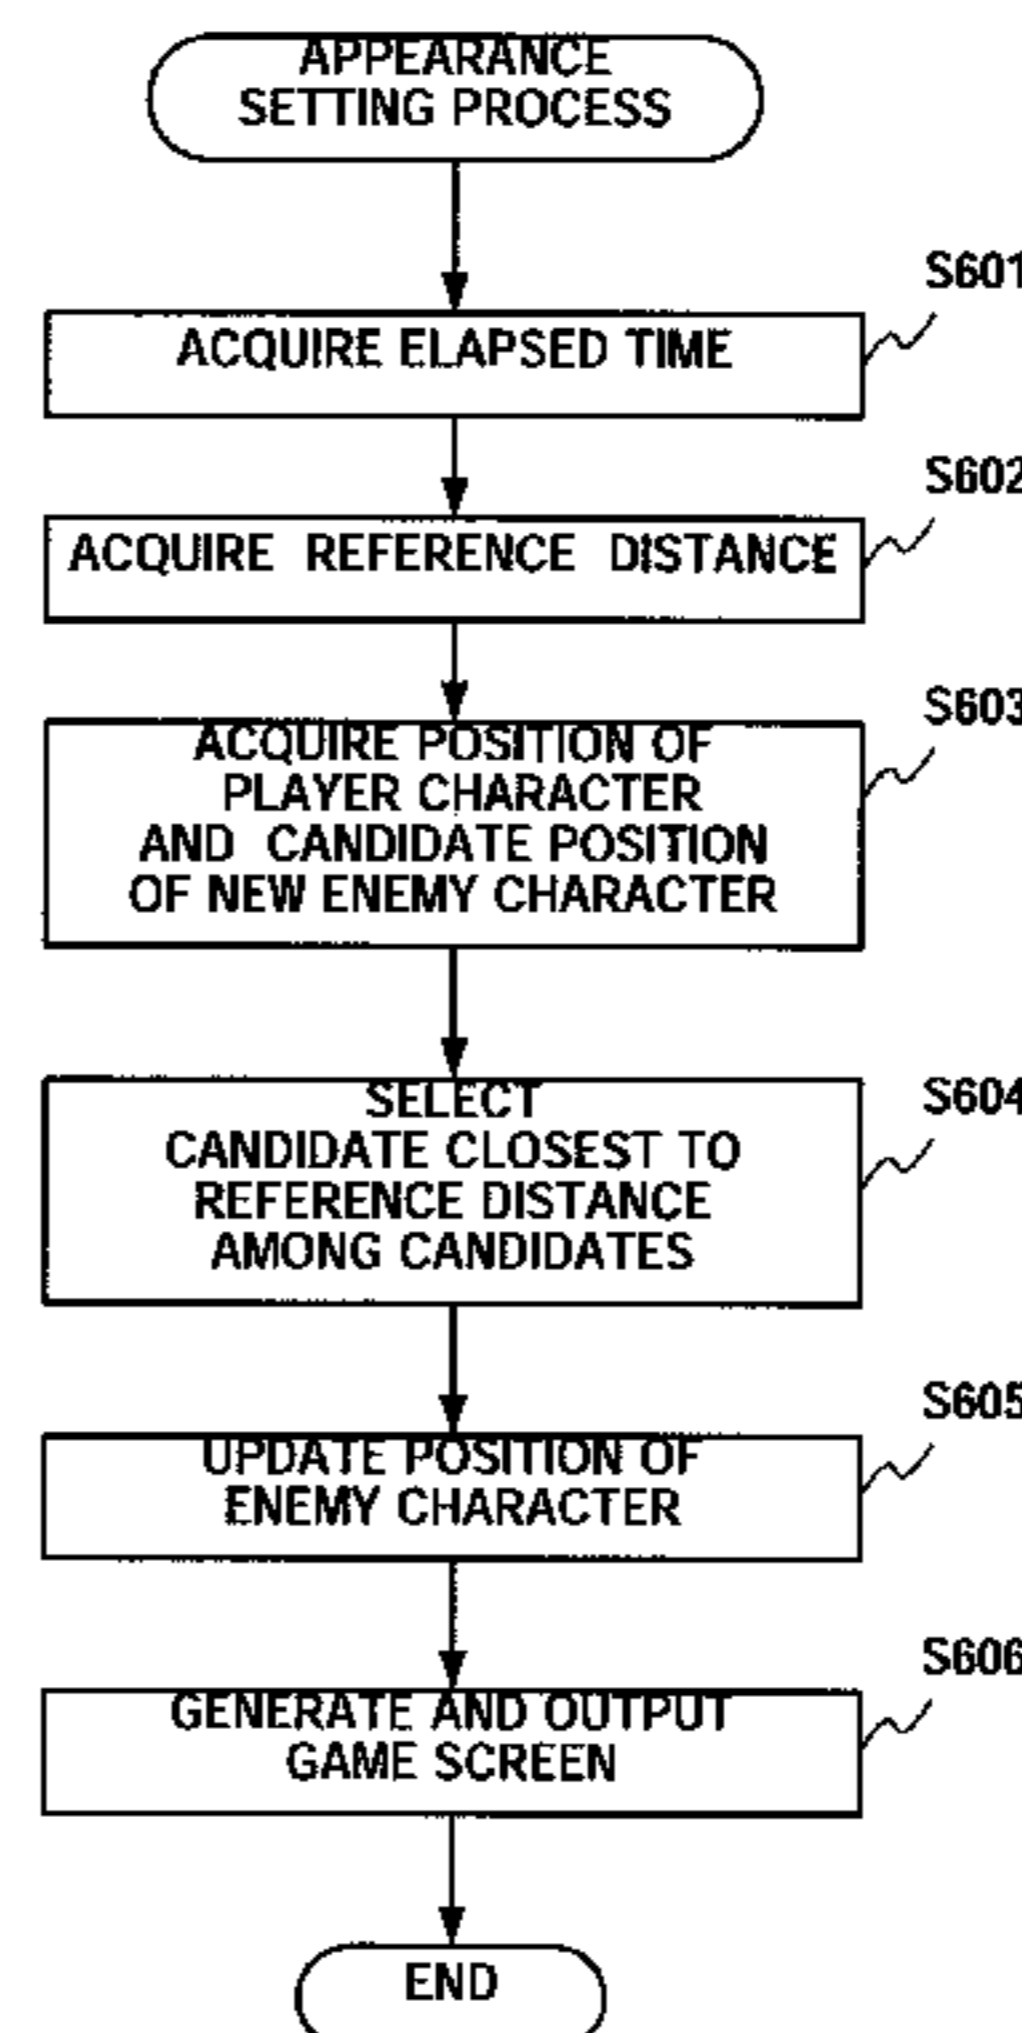 APPEARANCE
SETTING PROCESS
S601
ACQUIRE ELAPSED TIME
S602
ACQUIRE REFERENCE DISTANCE
S603
ACQUIRE POSITION OF
PLAYER CHARACTER
AND CANDIDATE POSITION
OF NEW ENEMY CHARACTER
S604
SELECT
CANDIDATE CLOSEST TO
REFERENCE DISTANCE
AMONG CANDIDATES
S605
UPDATE POSITION OF
ENEMY CHARACTER
S606
GENERATE AND OUTPUT
GAME SCREEN
END